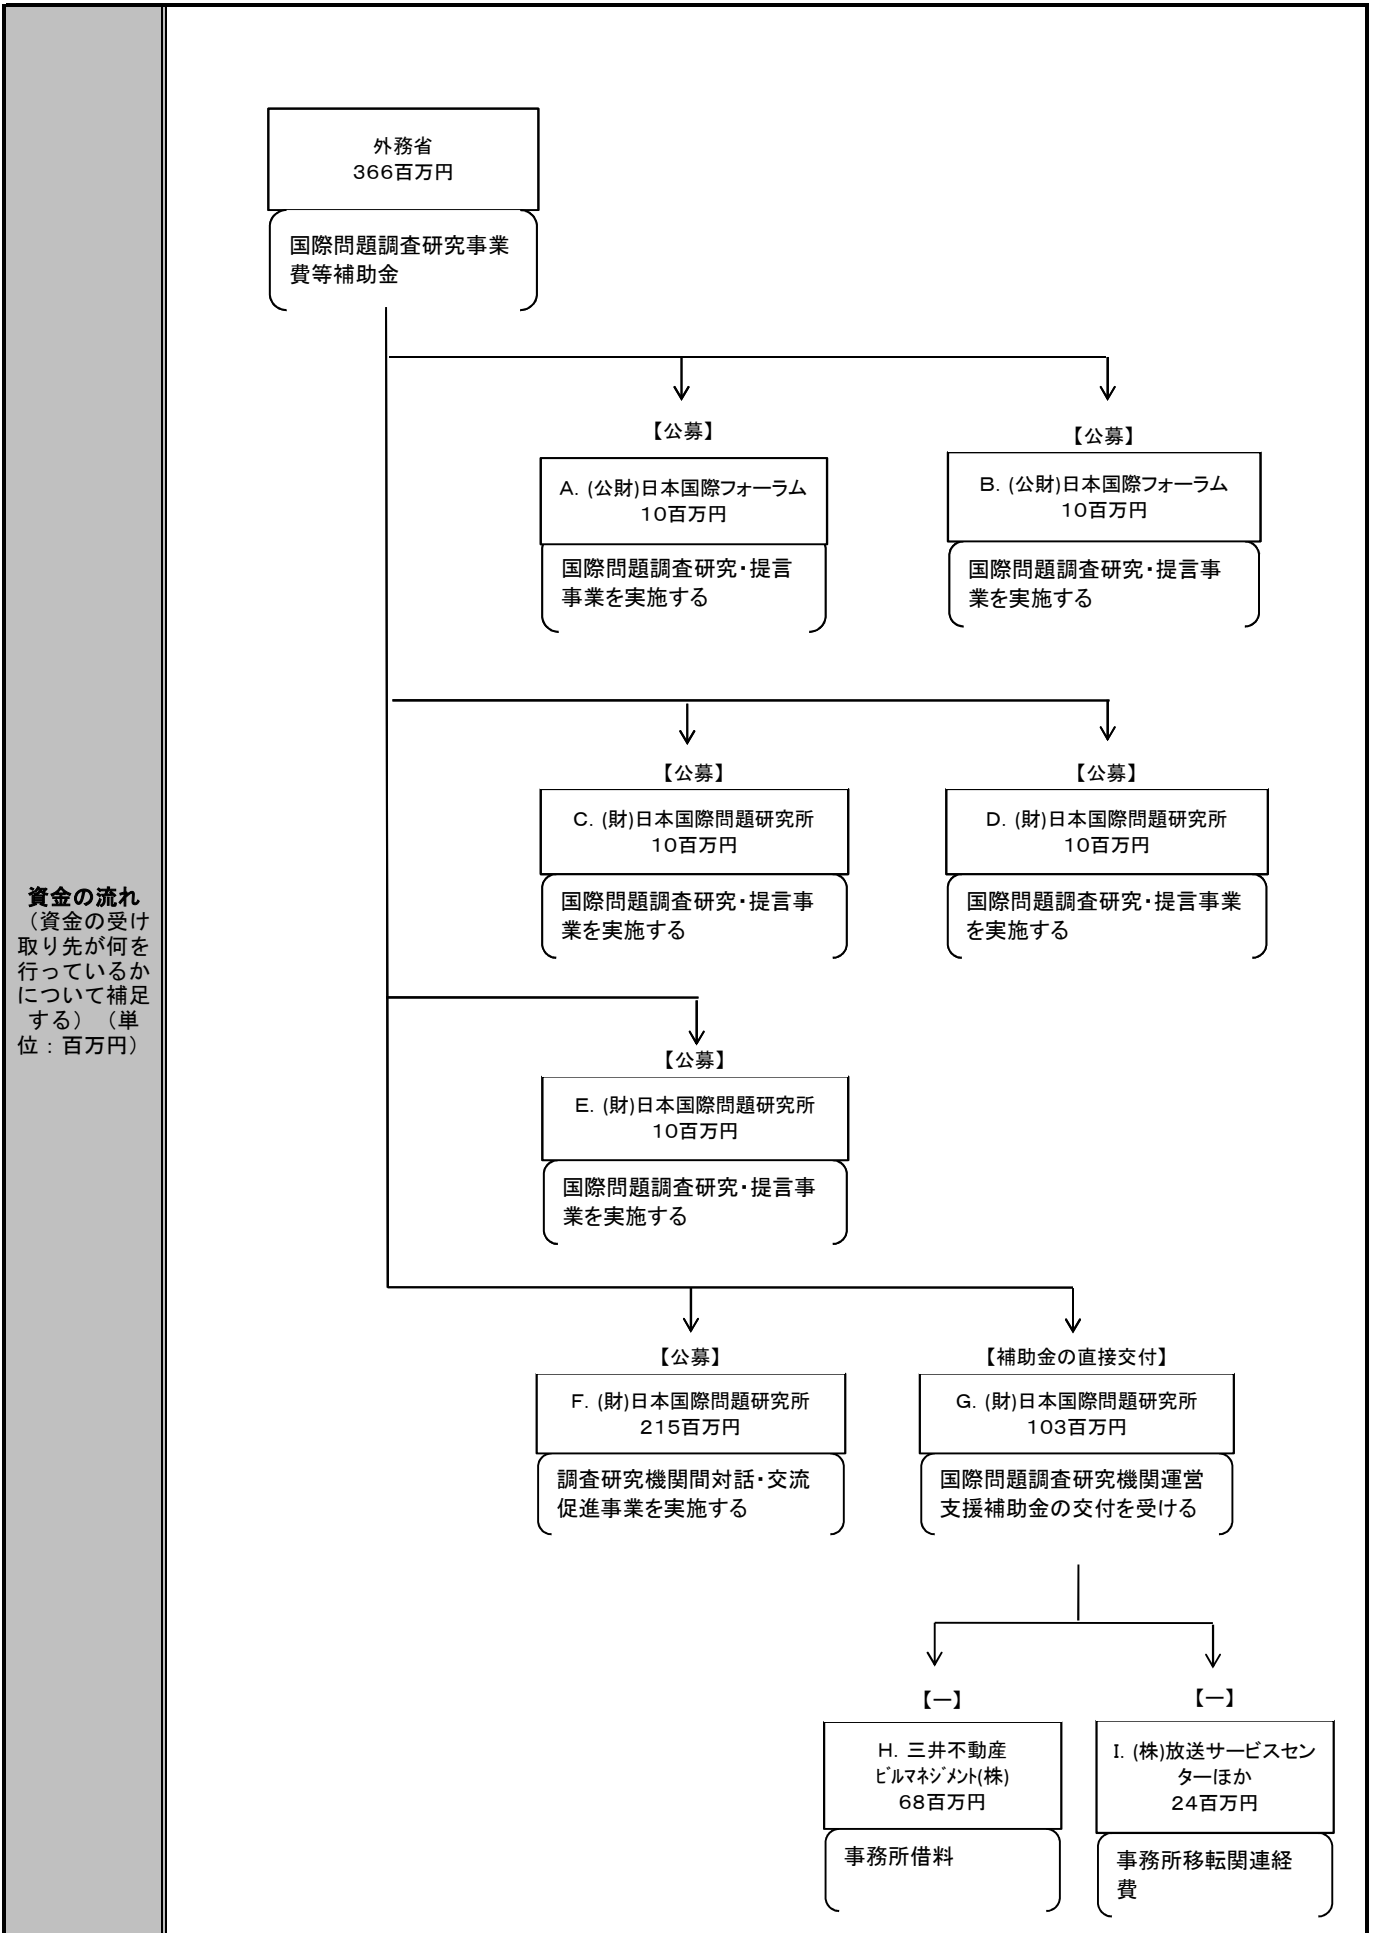 資金の流れ
（資金の受け
取り先が何を
行っているか
について補足
する）（単
位：百万円）
外務省
366百万円
国際問題調査研究事業
費等補助金
【公募】
A. (公財)日本国際フォーラム
10百万円
国際問題調査研究・提言
事業を実施する
【公募】
B. (公財)日本国際フォーラム
10百万円
国際問題調査研究・提言事
業を実施する
【公募】
C. (財)日本国際問題研究所
10百万円
国際問題調査研究・提言事
業を実施する
【公募】
D. (財)日本国際問題研究所
10百万円
国際問題調査研究・提言事業
を実施する
【公募】
E. (財)日本国際問題研究所
10百万円
国際問題調査研究・提言事
業を実施する
【公募】
F. (財)日本国際問題研究所
215百万円
調査研究機関間対話・交流
促進事業を実施する
【補助金の直接交付】
G. (財)日本国際問題研究所
103百万円
国際問題調査研究機関運営
支援補助金の交付を受ける
【―】
H. 三井不動産
ﾋﾞﾙマネジﾒﾝﾄ(株)
68百万円
事務所借料
【―】
I. (株)放送サービスセン
ターほか
24百万円
事務所移転関連経
費